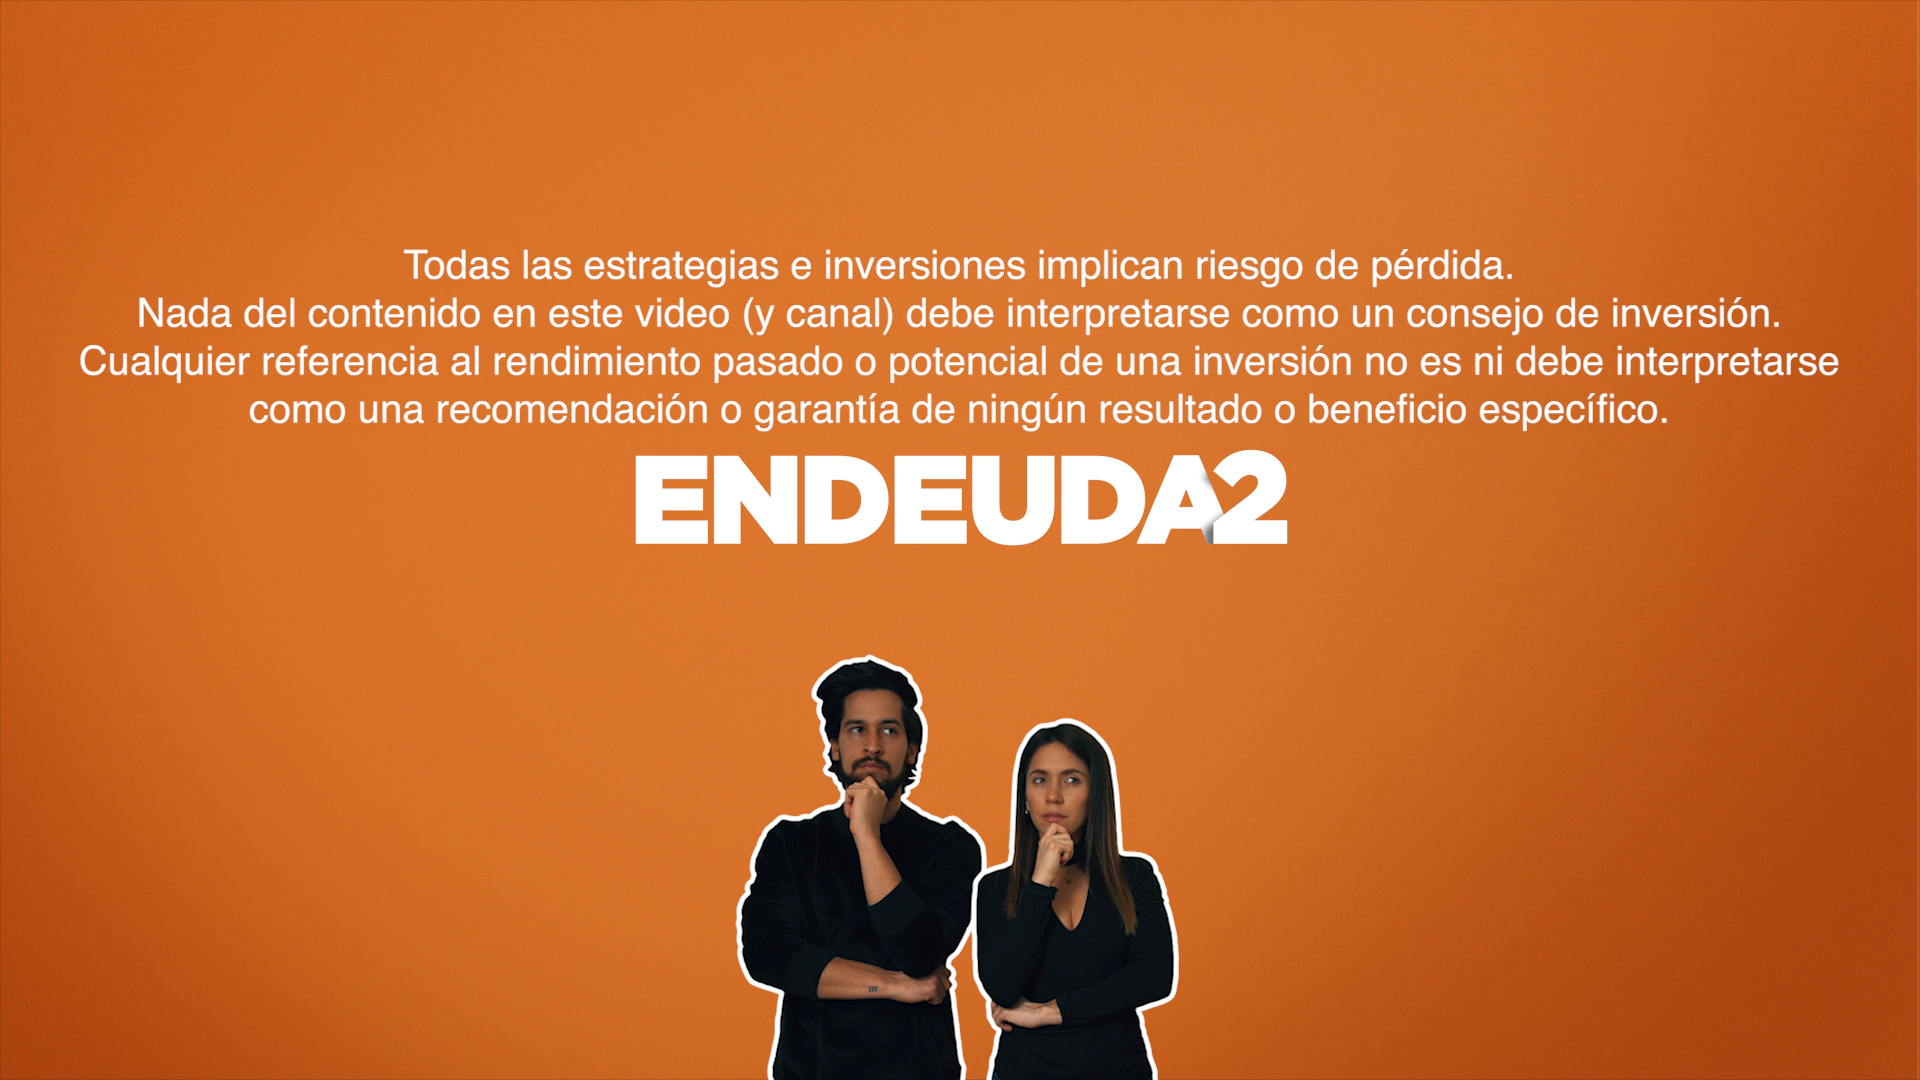 Todas las estrategias e inversiones implican riesgo de pérdida.
Nada del contenido en este video (y canal) debe interpretarse como un consejo de inversión.
Cualquier referencia al rendimiento pasado o potencial de una inversión no es ni debe interpretarse
como una recomendación o garantía de ningún resultado o beneficio específico.
ENDEUDA2